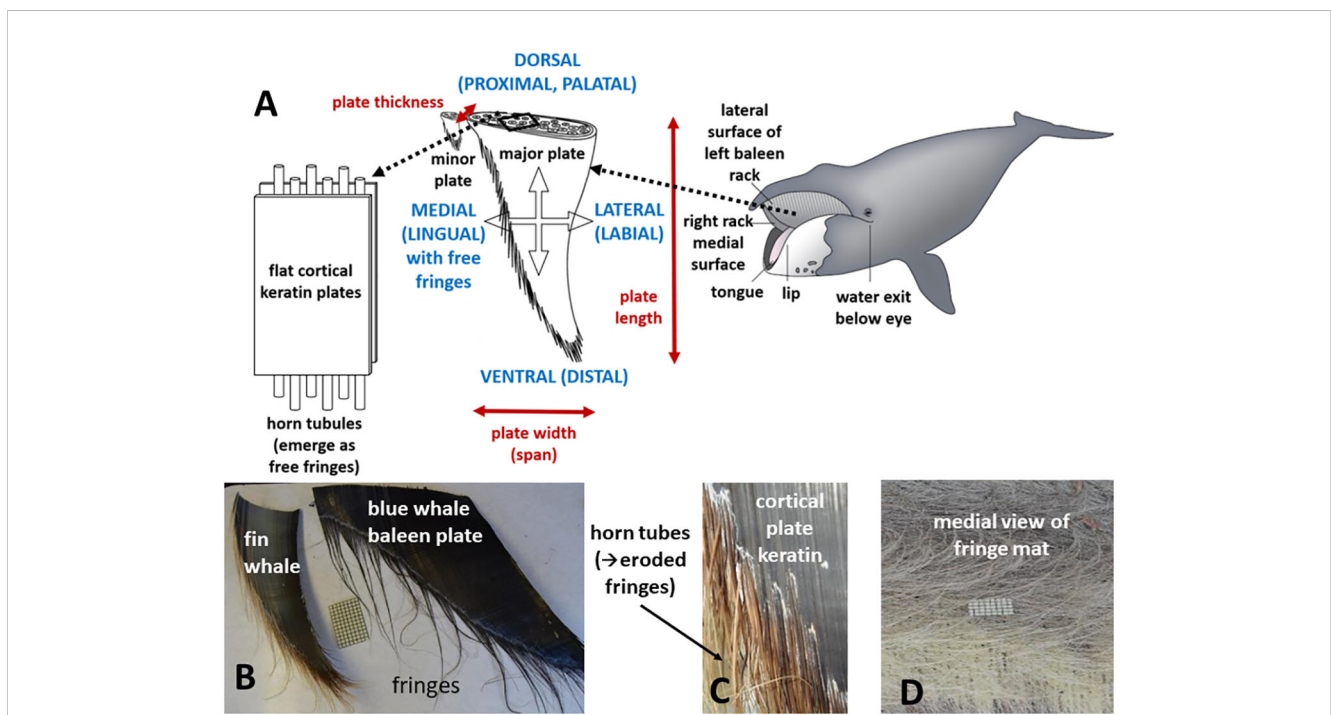 A
DORSAL
(PROXIMAL, PALATAL)
plate thickness
minor
plate
major plate
MEDIAL
(LINGUAL)
with free
fringes
LATERAL
(LABIAL)
flat cortical
keratin plates
horn tubules
(emerge as
free fringes)
VENTRAL (DISTAL)
plate width
(span)
plate
length
lateral
surface of
left baleen
rack
right rack
medial
surface
tongue
lip
water exit
below eye
fin
whale
blue whale
baleen plate
B
fringes
horn tubes
(→eroded
fringes)
cortical
plate
keratin
C
medial view of
fringe mat
D